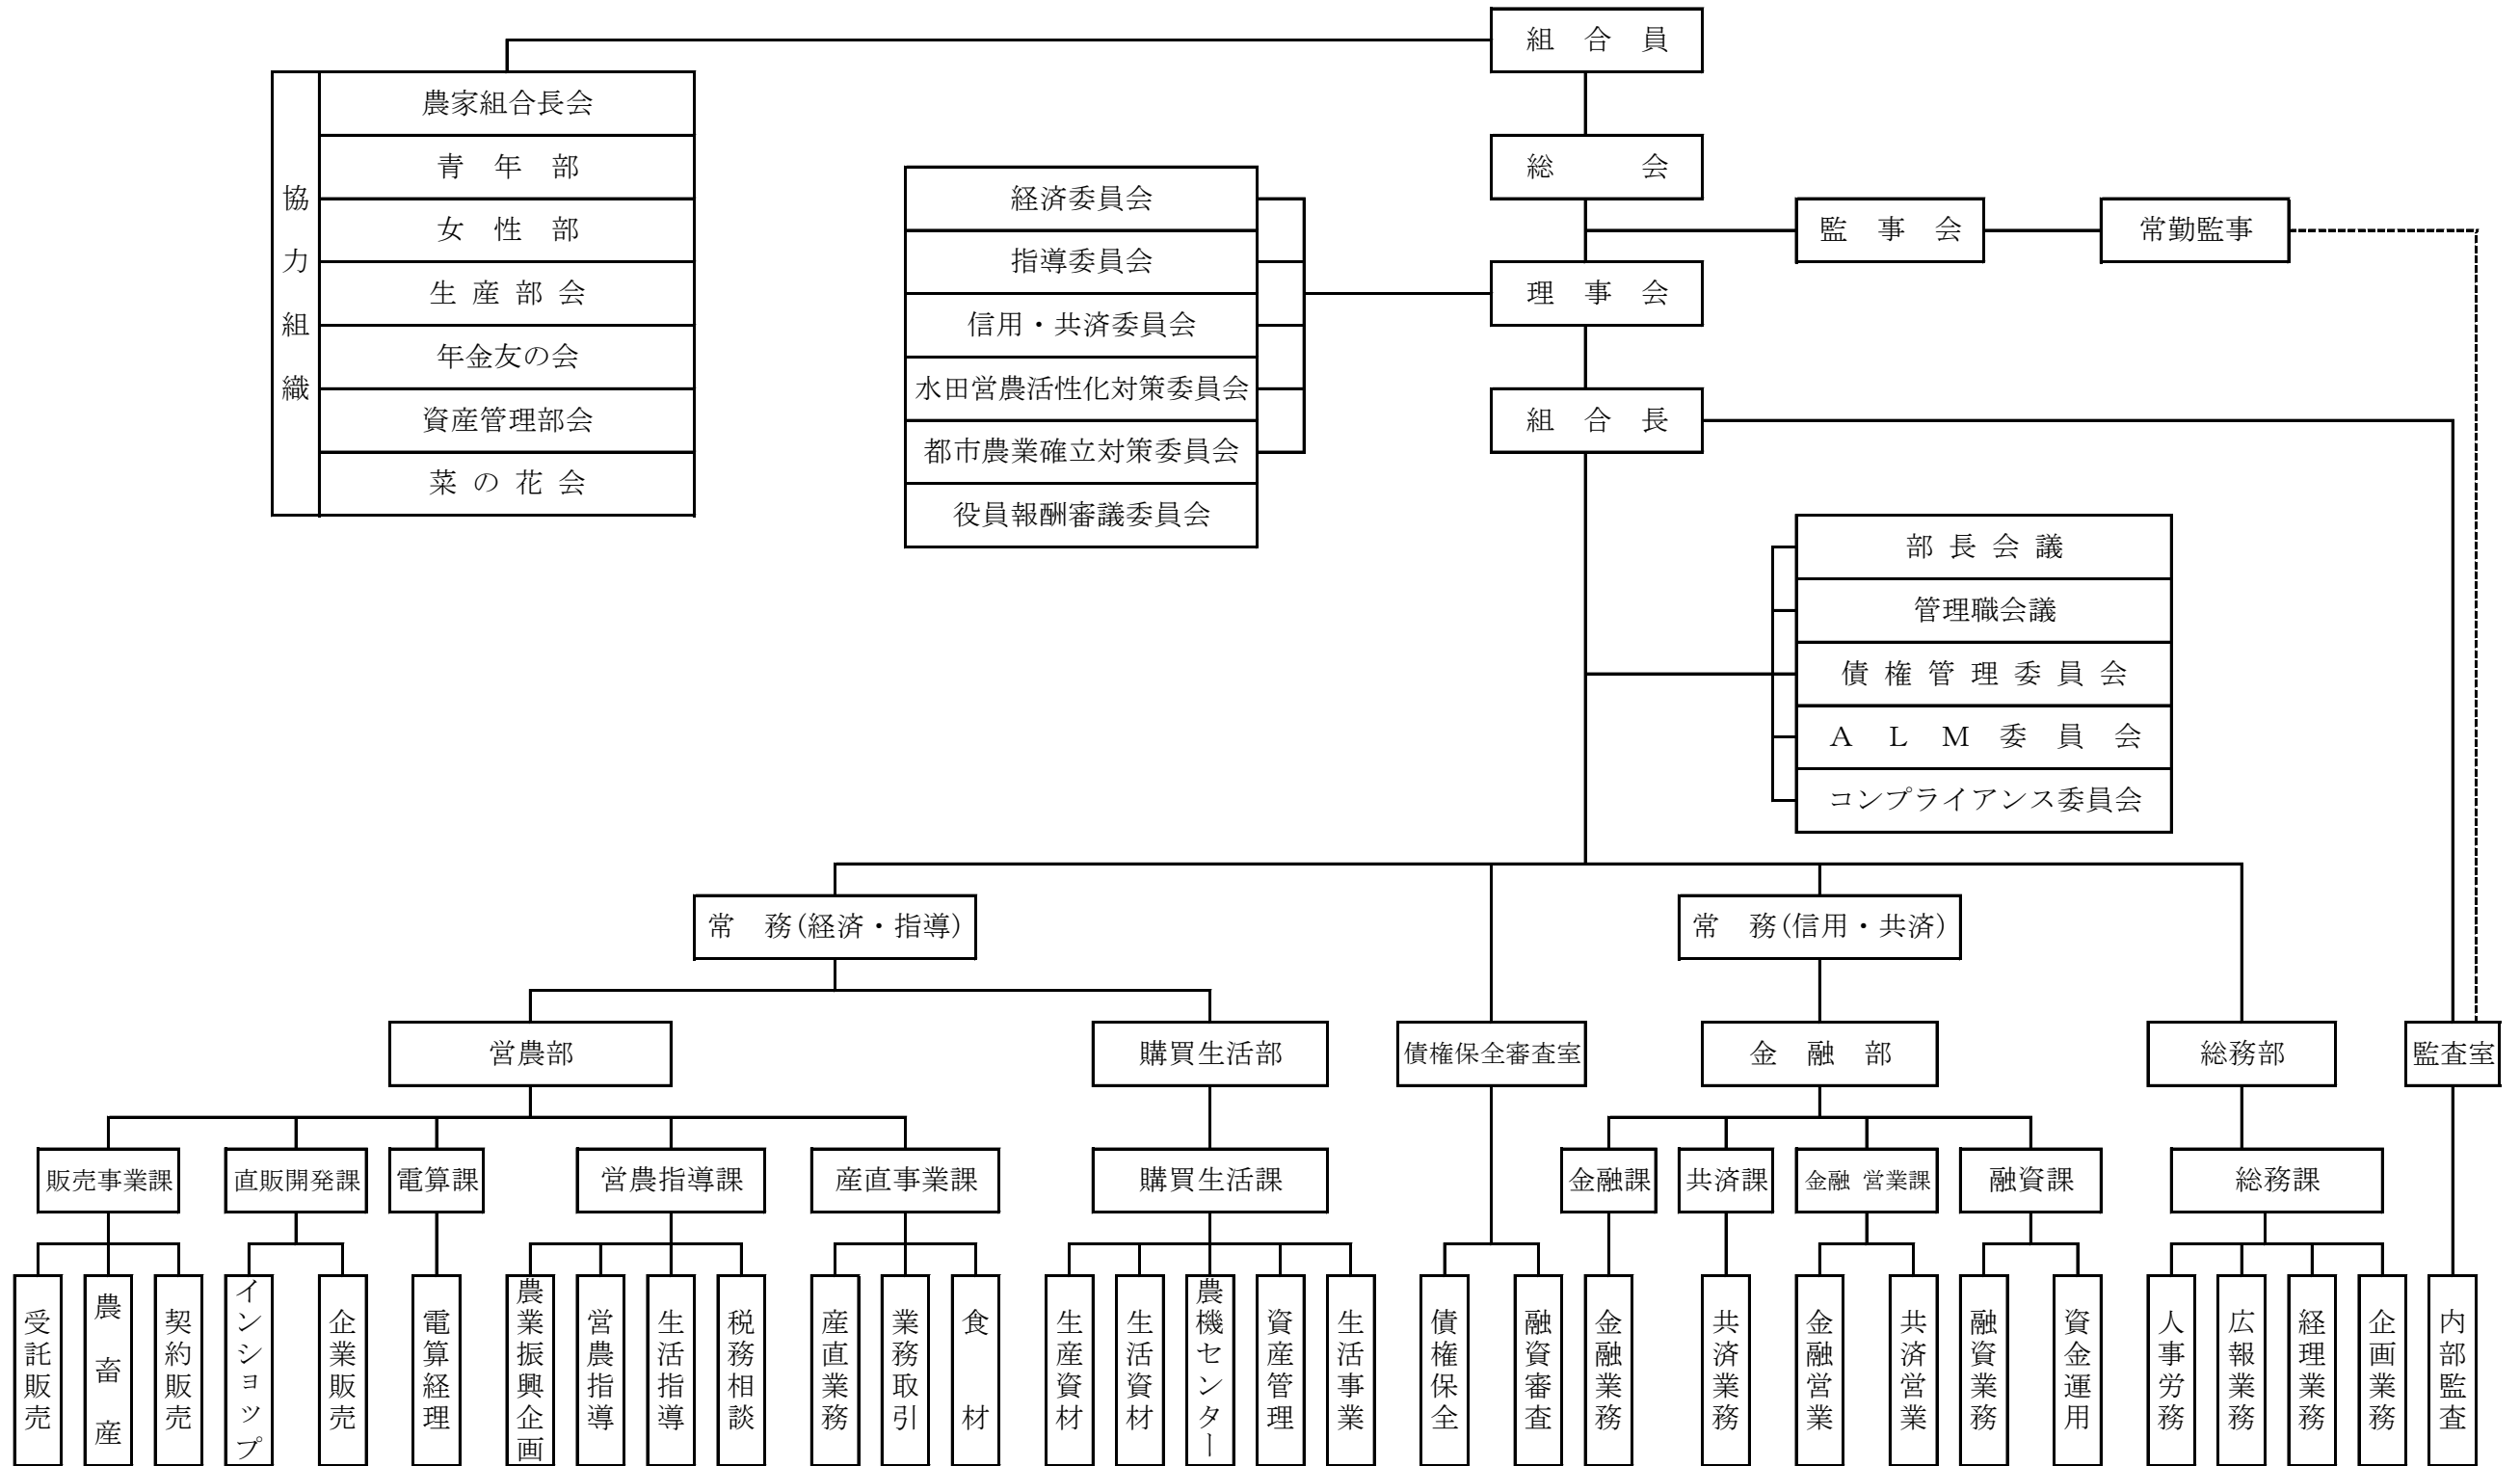 組　合　員
農家組合長会
青　年　部
女　性　部
生 産 部 会
年金友の会
資産管理部会
菜 の 花 会
協力組織
総　　　会
経済委員会
指導委員会
信用・共済委員会
水田営農活性化対策委員会
都市農業確立対策委員会
役員報酬審議委員会
監　事　会
常勤監事
理　事　会
組　合　長
部 長 会 議
管理職会議
債 権 管 理 委 員 会
Ａ　Ｌ　Ｍ　委　員　会
コンプライアンス委員会
常　務(経済・指導)
常　務(信用・共済)
営農部
購買生活部
債権保全審査室
金　融　部
総務部
監査室
販売事業課
直販開発課
電算課
営農指導課
産直事業課
購買生活課
金融課
共済課
金融 営業課
融資課
総務課
受託販売
農畜産
契約販売
インショップ
企業販売
電算経理
農業振興企画
営農指導
生活指導
税務相談
産直業務
業務取引
食材
生産資材
生活資材
農機センター
資産管理
生活事業
債権保全
融資審査
金融業務
共済業務
金融営業
共済営業
融資業務
資金運用
人事労務
広報業務
経理業務
企画業務
内部監査